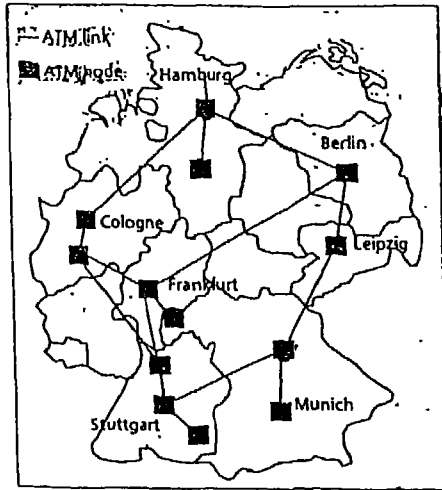 ATM link
ATM node
Hamburg
Berlin
Cologne
Leipzig
Frankfurt
Munich
Stuttgart